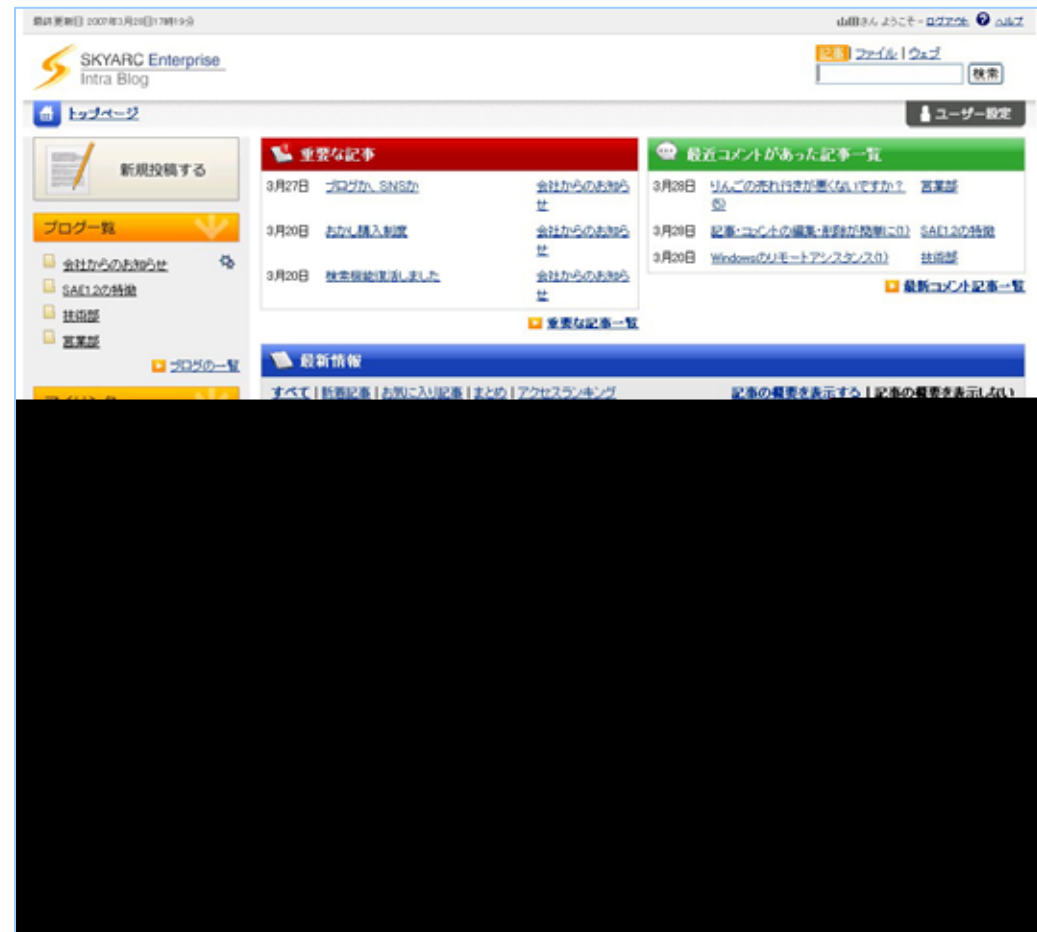 最終更新日 2007年3月28日17時19分
山田さん ようこそ - ログアウト ヘルプ
SKYARC Enterprise
Intra Blog
記事 | ファイル | ウェブ
検索
トップページ
ユーザー設定
新規投稿する
ブログ一覧
会社からのお知らせ
SAE1.2の特徴
技術部
営業部
ブログの一覧
重要な記事
3月27日 ブログか、SNSか 会社からのお知ら
せ
3月20日 おかし購入制度 会社からのお知ら
せ
3月20日 検索機能復活しました 会社からのお知ら
せ
重要な記事一覧
最近コメントがあった記事一覧
3月28日 りんごの売れ行きが悪くないですか? 営業部
(5)
3月28日 記事・コメントの編集・削除が簡単に(1) SAE1.2の特徴
3月20日 Windowsのリモートアシスタンス(1) 技術部
最新コメント記事一覧
最新情報
すべて | 新着記事 | お気に入り記事 | まとめ | アクセスランキング
記事の概要を表示する | 記事の概要を表示しない